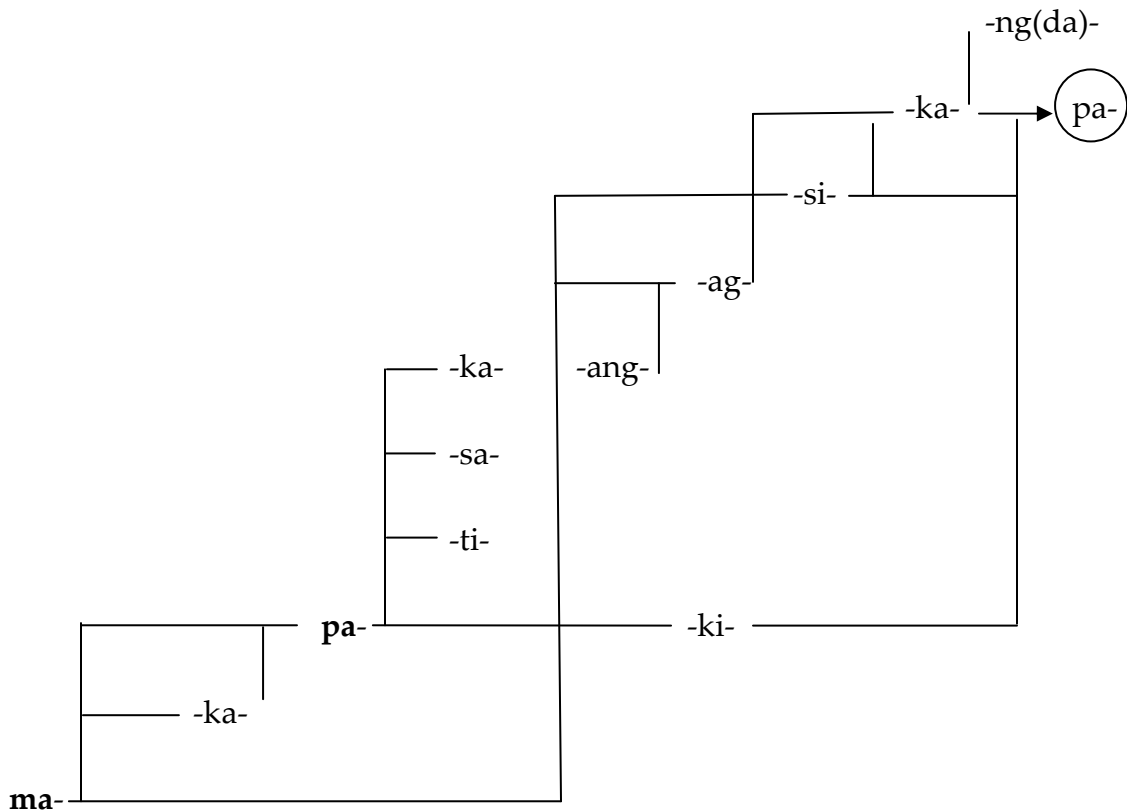 -ng(da)-
-ka- pa-
-si-
-ag-
-ka- -ang-
-sa-
-ti-
pa- -ki-
-ka-
ma-